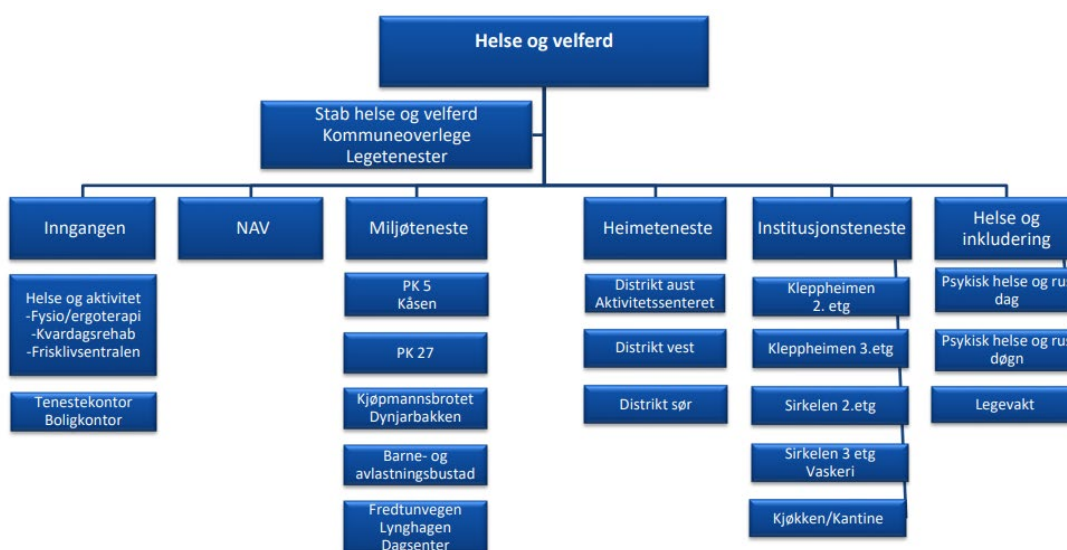 Helse og velferd
Stab helse og velferd
Kommuneoverlege
Legetenester
Inngangen
NAV
Miljøteneste
Heimeteneste
Institusjonsteneste
Helse og
inkludering
Helse og aktivitet
-Fysio/ergoterapi
-Kvardagsrehab
-Frisklivsentralen
Tenestekontor
Boligkontor
PK 5
Kåsen
PK 27
Kjøpmannsbrotet
Dynjarbakken
Barne- og
avlastningsbustad
Fredtunvegen
Lynghagen
Dagsenter
Distrikt aust
Aktivitetssenteret
Distrikt vest
Distrikt sør
Kleppheimen
2. etg
Kleppheimen 3.etg
Sirkelen 2.etg
Sirkelen 3 etg
Vaskeri
Kjøkken/Kantine
Psykisk helse og rus
dag
Psykisk helse og rus
døgn
Legevakt